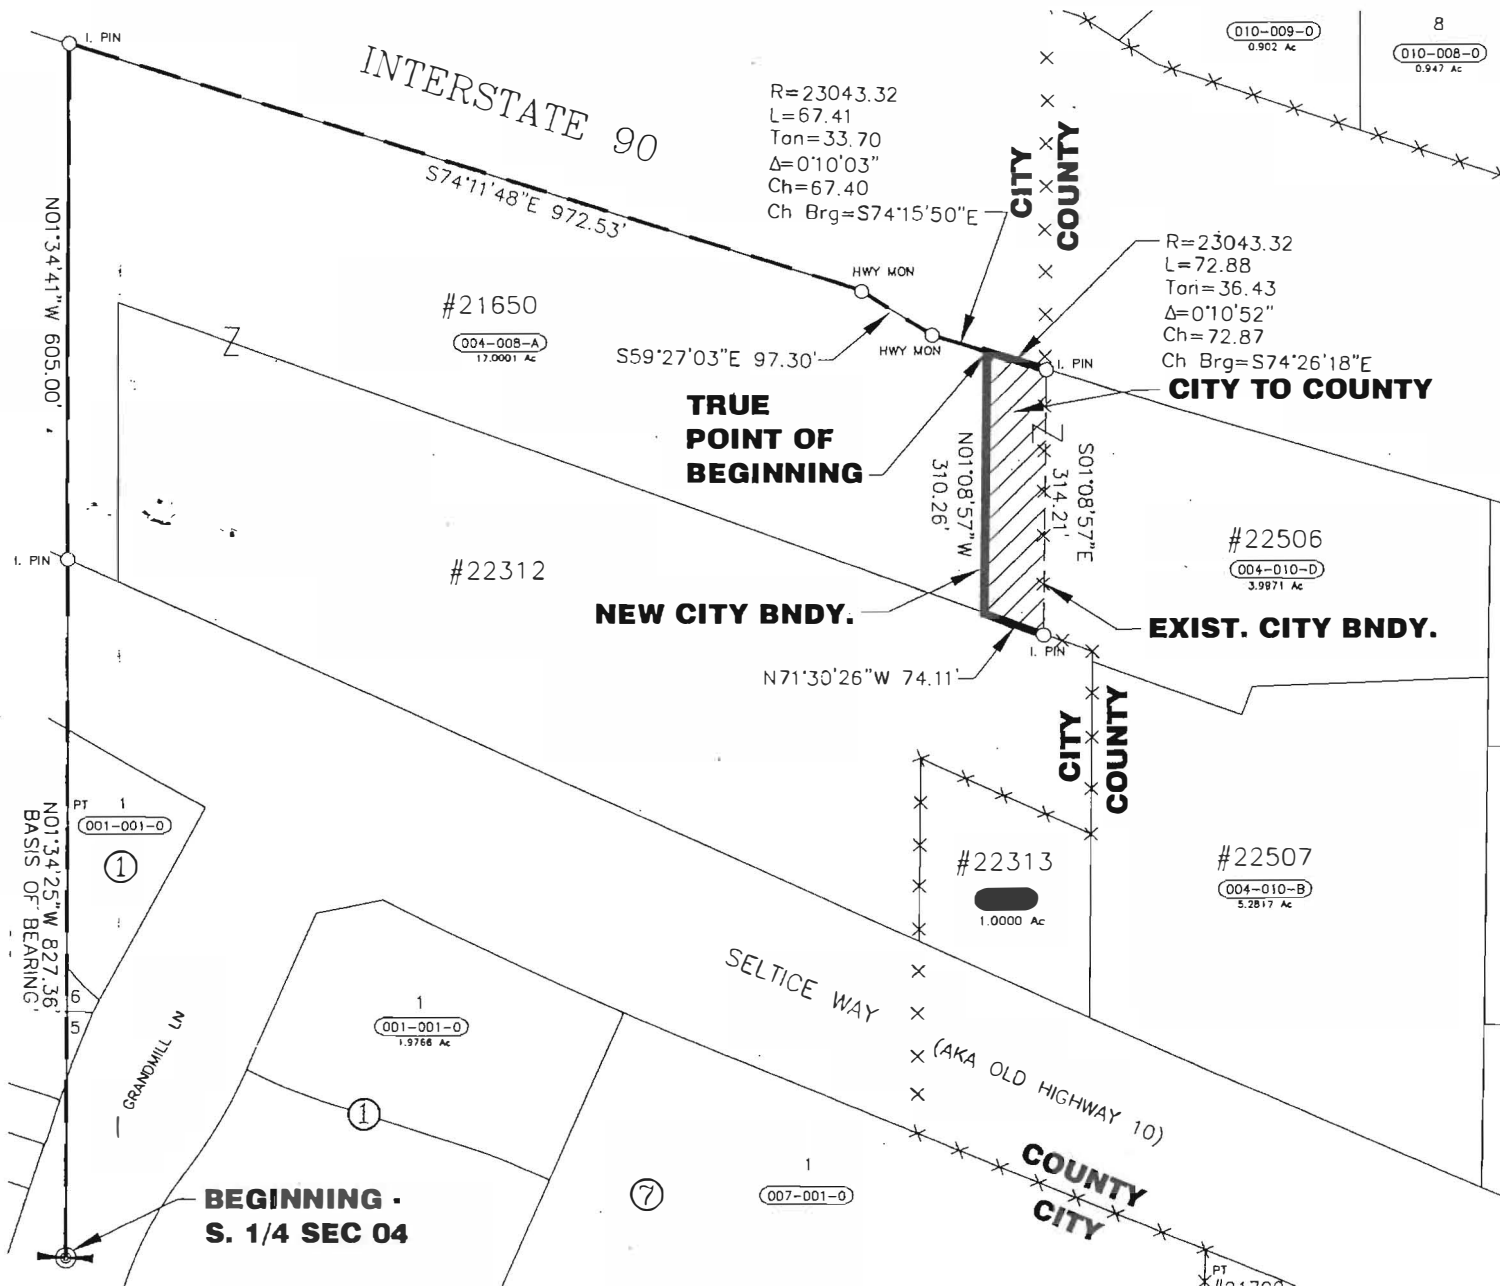 I. PIN
INTERSTATE 90
S74°11'48"E 972.53'
N01°34'41"W 605.00'
R=23043.32
L=67.41
Tan=33.70
Δ=0°10'03"
Ch=67.40
Ch Brg=S74°15'50"E
CITY
COUNTY
010-009-0
0.902 Ac
8
010-008-0
0.947 Ac
R=23043.32
L=72.88
Tan=36.43
Δ=0°10'52"
Ch=72.87
Ch Brg=S74°26'18"E
HWY MON
HWY MON
I. PIN
#21650
004-008-A
17.0001 Ac
Z
S59°27'03"E 97.30'
CITY TO COUNTY
TRUE
POINT OF
BEGINNING
N01°08'57"W
310.26'
Z
S01°08'57"E
314.21'
#22506
004-010-D
3.9871 Ac
I. PIN
#22312
NEW CITY BNDY.
EXIST. CITY BNDY.
I. PIN
N71°30'26"W 74.11'
CITY
COUNTY
PT 1
001-001-0
1
N01°34'25"W 827.36'
BASIS OF BEARING
6
5
#22313
1.0000 Ac
#22507
004-010-B
5.2817 Ac
SELTICE WAY
(AKA OLD HIGHWAY 10)
GRANDMILL LN
1
001-001-0
1.9766 Ac
1
7
1
007-001-0
COUNTY
CITY
BEGINNING
S. 1/4 SEC 04
PT